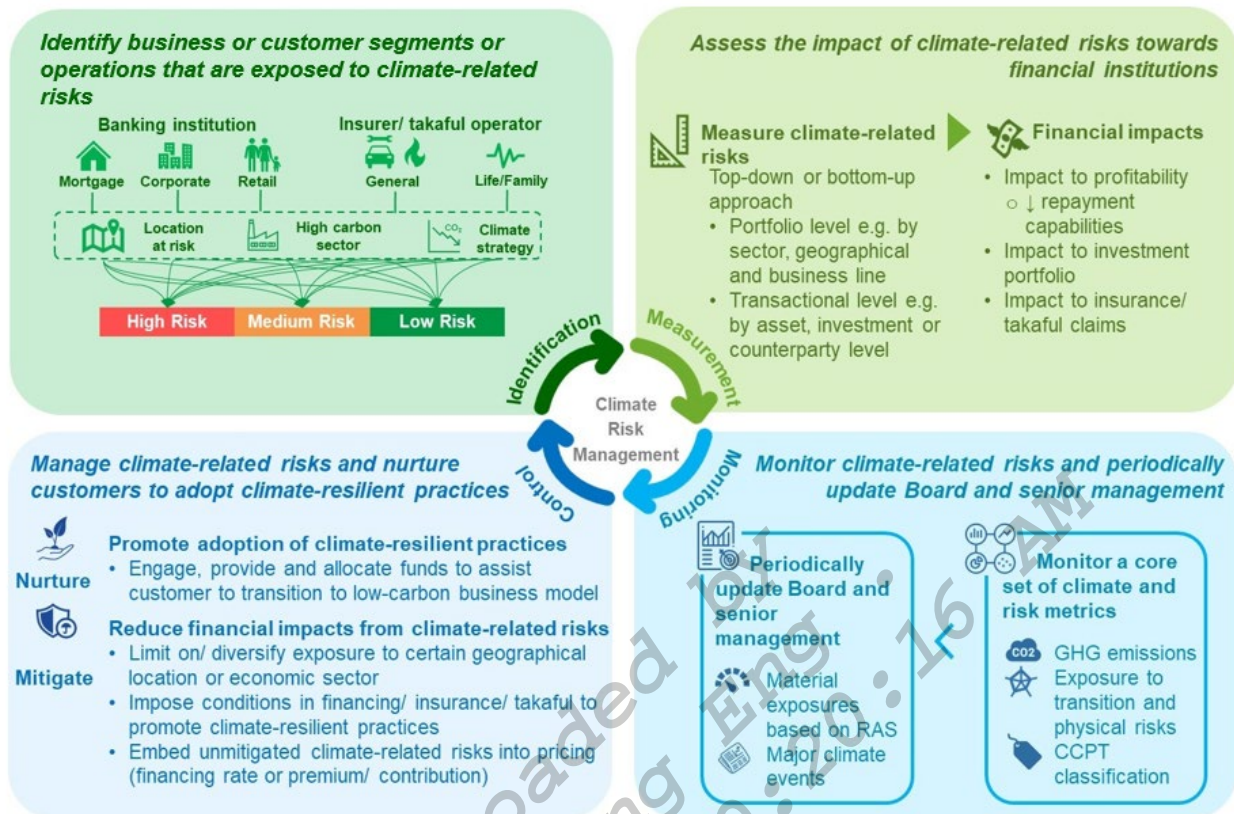 Identify business or customer segments or
operations that are exposed to climate-related
risks
Banking institution
Insurer/ takaful operator
Mortgage
Corporate
Retail
General
Life/Family
Location
at risk
High carbon
sector
CO₂
Climate
strategy
High Risk
Medium Risk
Low Risk
Assess the impact of climate-related risks towards
financial institutions
Measure climate-related
risks
Top-down or bottom-up
approach
• Portfolio level e.g. by
sector, geographical
and business line
• Transactional level e.g.
by asset, investment or
counterparty level
Financial impacts
• Impact to profitability
○ ↓ repayment
capabilities
• Impact to investment
portfolio
• Impact to insurance/
takaful claims
Identification
Measurement
Monitoring
Control
Climate
Risk
Management
Manage climate-related risks and nurture
customers to adopt climate-resilient practices
Nurture
Promote adoption of climate-resilient practices
• Engage, provide and allocate funds to assist
customer to transition to low-carbon business model
Mitigate
Reduce financial impacts from climate-related risks
• Limit on/ diversify exposure to certain geographical
location or economic sector
• Impose conditions in financing/ insurance/ takaful to
promote climate-resilient practices
• Embed unmitigated climate-related risks into pricing
(financing rate or premium/ contribution)
Monitor climate-related risks and periodically
update Board and senior management
Periodically
update Board and
senior
management
Material
exposures
based on RAS
Major climate
events
Monitor a core
set of climate and
risk metrics
CO2
GHG emissions
Exposure to
transition and
physical risks
CCPT
classification
oaded by
ng Eng
:20:16 AM